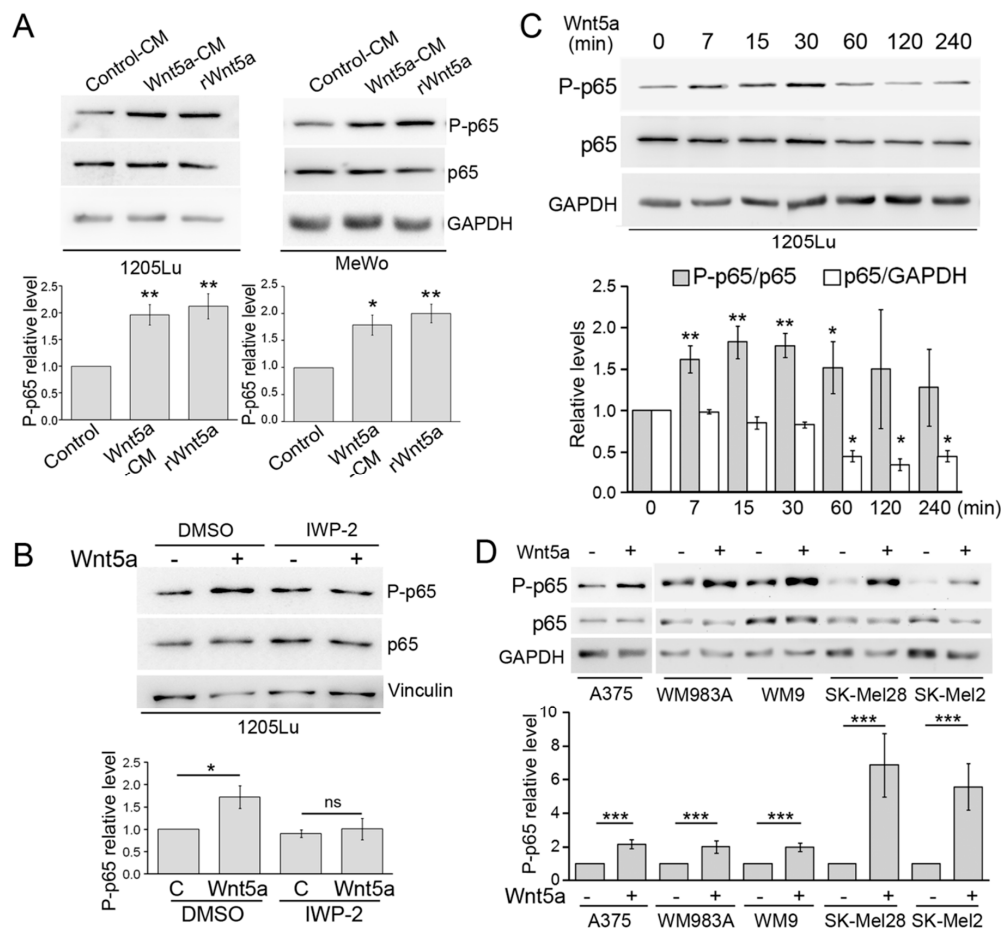 A
Control-CM
Wnt5a-CM
rWnt5a
Control-CM
Wnt5a-CM
rWnt5a
P-p65
p65
GAPDH
1205Lu
MeWo
P-p65 relative level
2.5
2.0
1.5
1.0
0.5
0.0
** **
Control
Wnt5a
-CM
rWnt5a
P-p65 relative level
2.5
2.0
1.5
1.0
0.5
0.0
* **
Control
Wnt5a
-CM
rWnt5a
B
DMSO IWP-2
Wnt5a - + - +
P-p65
p65
Vinculin
1205Lu
P-p65 relative level
2.5
2.0
1.5
1.0
0.5
0.0
* ns
C Wnt5a C Wnt5a
DMSO IWP-2
C
Wnt5a
(min) 0 7 15 30 60 120 240
P-p65
p65
GAPDH
1205Lu
P-p65/p65 p65/GAPDH
Relative levels
2.5
2.0
1.5
1.0
0.5
0.0
** ** ** *
* * *
0 7 15 30 60 120 240 (min)
D
Wnt5a - + - + - + - + - +
P-p65
p65
GAPDH
A375 WM983A WM9 SK-Mel28 SK-Mel2
P-p65 relative level
10
8
6
4
2
0
*** *** *** *** ***
Wnt5a - + - + - + - + - +
A375 WM983A WM9 SK-Mel28 SK-Mel2